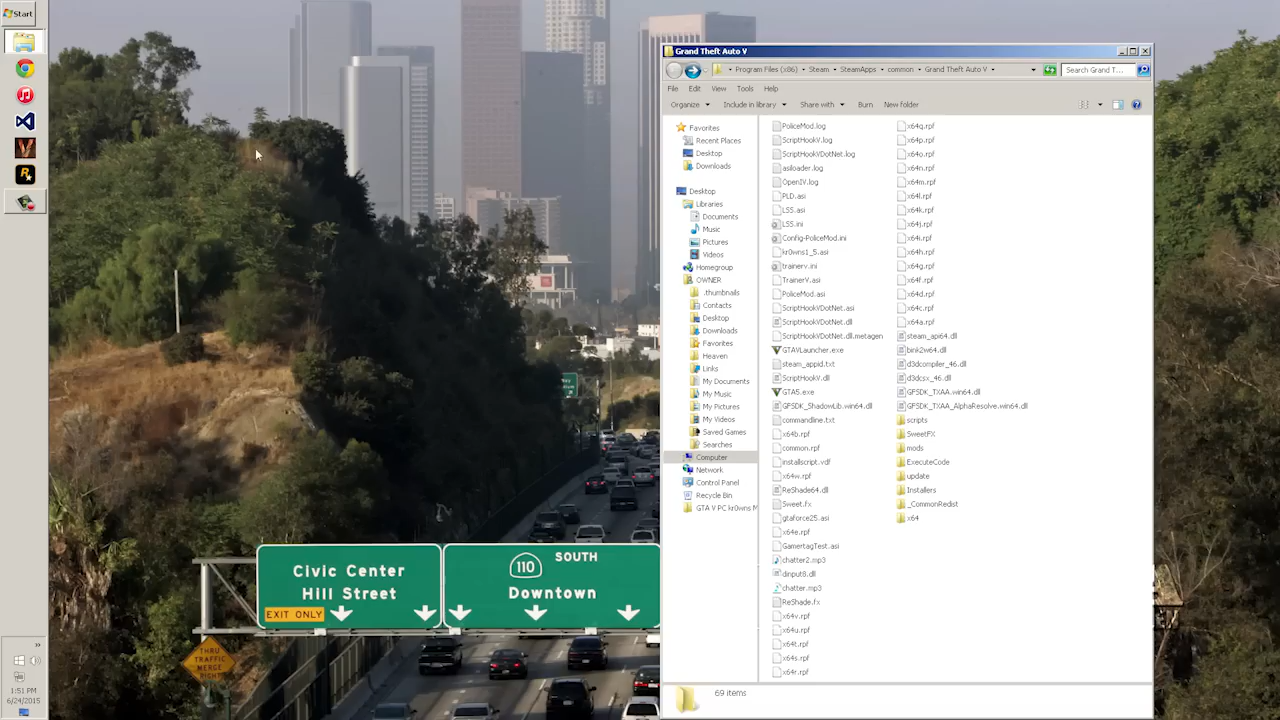 Start
Grand Theft Auto V
Program Files (x86)
Steam
SteamApps
common
Grand Theft Auto V
Search Grand T...
File
Edit
View
Tools
Help
Organize
Include in library
Share with
Burn
New folder
Favorites
Recent Places
Desktop
Downloads
Desktop
Libraries
Documents
Music
Pictures
Videos
Homegroup
OWNER
.thumbnails
Contacts
Desktop
Downloads
Favorites
Heaven
Links
My Documents
My Music
My Pictures
My Videos
Saved Games
Searches
Computer
Network
Control Panel
Recycle Bin
GTA V PC kr0wns M
PoliceMod.log
ScriptHookV.log
ScriptHookVDotNet.log
asiloader.log
OpenIV.log
PLD.asi
LSS.asi
LSS.ini
Config-PoliceMod.ini
kr0wns1_5.asi
trainerv.ini
TrainerV.asi
PoliceMod.asi
ScriptHookVDotNet.asi
ScriptHookVDotNet.dll
ScriptHookVDotNet.dll.metagen
GTAVLauncher.exe
steam_appid.txt
ScriptHookV.dll
GTA5.exe
GFSDK_ShadowLib.win64.dll
commandline.txt
x64b.rpf
common.rpf
installscript.vdf
x64w.rpf
ReShade64.dll
Sweet.fx
gtaforce25.asi
x64e.rpf
GamertagTest.asi
chatter2.mp3
dinput8.dll
chatter.mp3
ReShade.fx
x64v.rpf
x64u.rpf
x64t.rpf
x64s.rpf
x64r.rpf
x64q.rpf
x64p.rpf
x64o.rpf
x64n.rpf
x64m.rpf
x64l.rpf
x64k.rpf
x64j.rpf
x64i.rpf
x64h.rpf
x64g.rpf
x64f.rpf
x64d.rpf
x64c.rpf
x64a.rpf
steam_api64.dll
bink2w64.dll
d3dcompiler_46.dll
d3dcsx_46.dll
GFSDK_TXAA.win64.dll
GFSDK_TXAA_AlphaResolve.win64.dll
scripts
SweetFX
mods
ExecuteCode
update
Installers
_CommonRedist
x64
69 items
Civic Center
Hill Street
EXIT ONLY
110
SOUTH
Downtown
THRU
TRAFFIC
MERGE
RIGHT
1:51 PM
6/24/2015